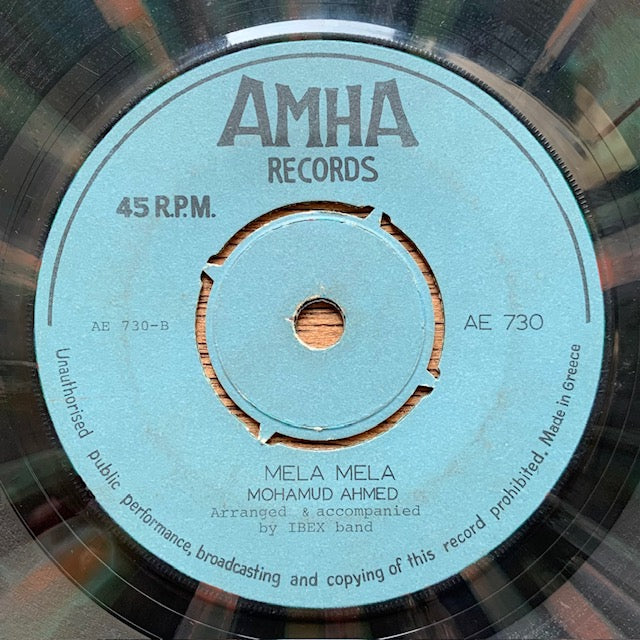 AMHA
RECORDS
45 R.P.M.
AE 730-B
AE 730
MELA MELA
MOHAMUD AHMED
Arranged & accompanied
by IBEX band
Unauthorised public performance, broadcasting and copying of this record prohibited. Made in Greece